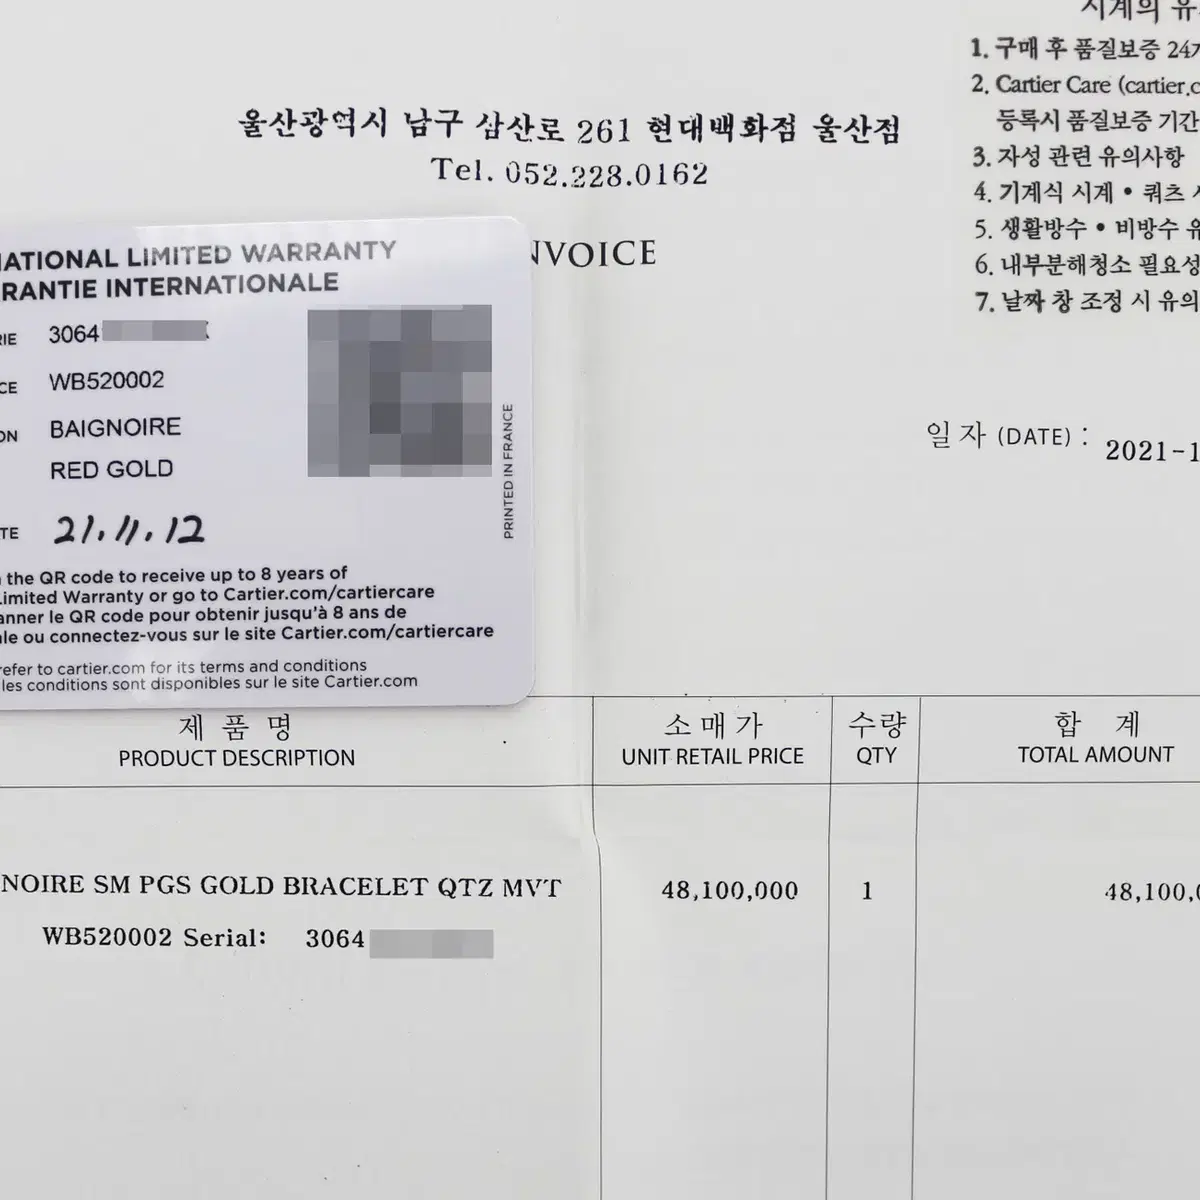 울산광역시 남구 삼산로 261 현대백화점 울산점
Tel. 052.228.0162
NVOICE
시계의 유
1. 구매 후 품질보증 24
2. Cartier Care (cartier.c
등록시 품질보증 기간
3. 자성 관련 유의사항
4. 기계식 시계 • 쿼츠
5. 생활방수 • 비방수 유
6. 내부분해청소 필요성
7. 날짜 창 조정 시 유의
일 자 (DATE) : 2021-1
NATIONAL LIMITED WARRANTY
RANTIE INTERNATIONALE
RIE 3064
CE WB520002
ON BAIGNOIRE
RED GOLD
TE 21.11.12
PRINTED IN FRANCE
the QR code to receive up to 8 years of
Limited Warranty or go to Cartier.com/cartiercare
anner le QR code pour obtenir jusqu'à 8 ans de
le ou connectez-vous sur le site Cartier.com/cartiercare
refer to cartier.com for its terms and conditions
les conditions sont disponibles sur le site Cartier.com
제 품 명 소 매 가 수량 합 계
PRODUCT DESCRIPTION UNIT RETAIL PRICE QTY TOTAL AMOUNT
NOIRE SM PGS GOLD BRACELET QTZ MVT 48,100,000 1 48,100,0
WB520002 Serial: 3064